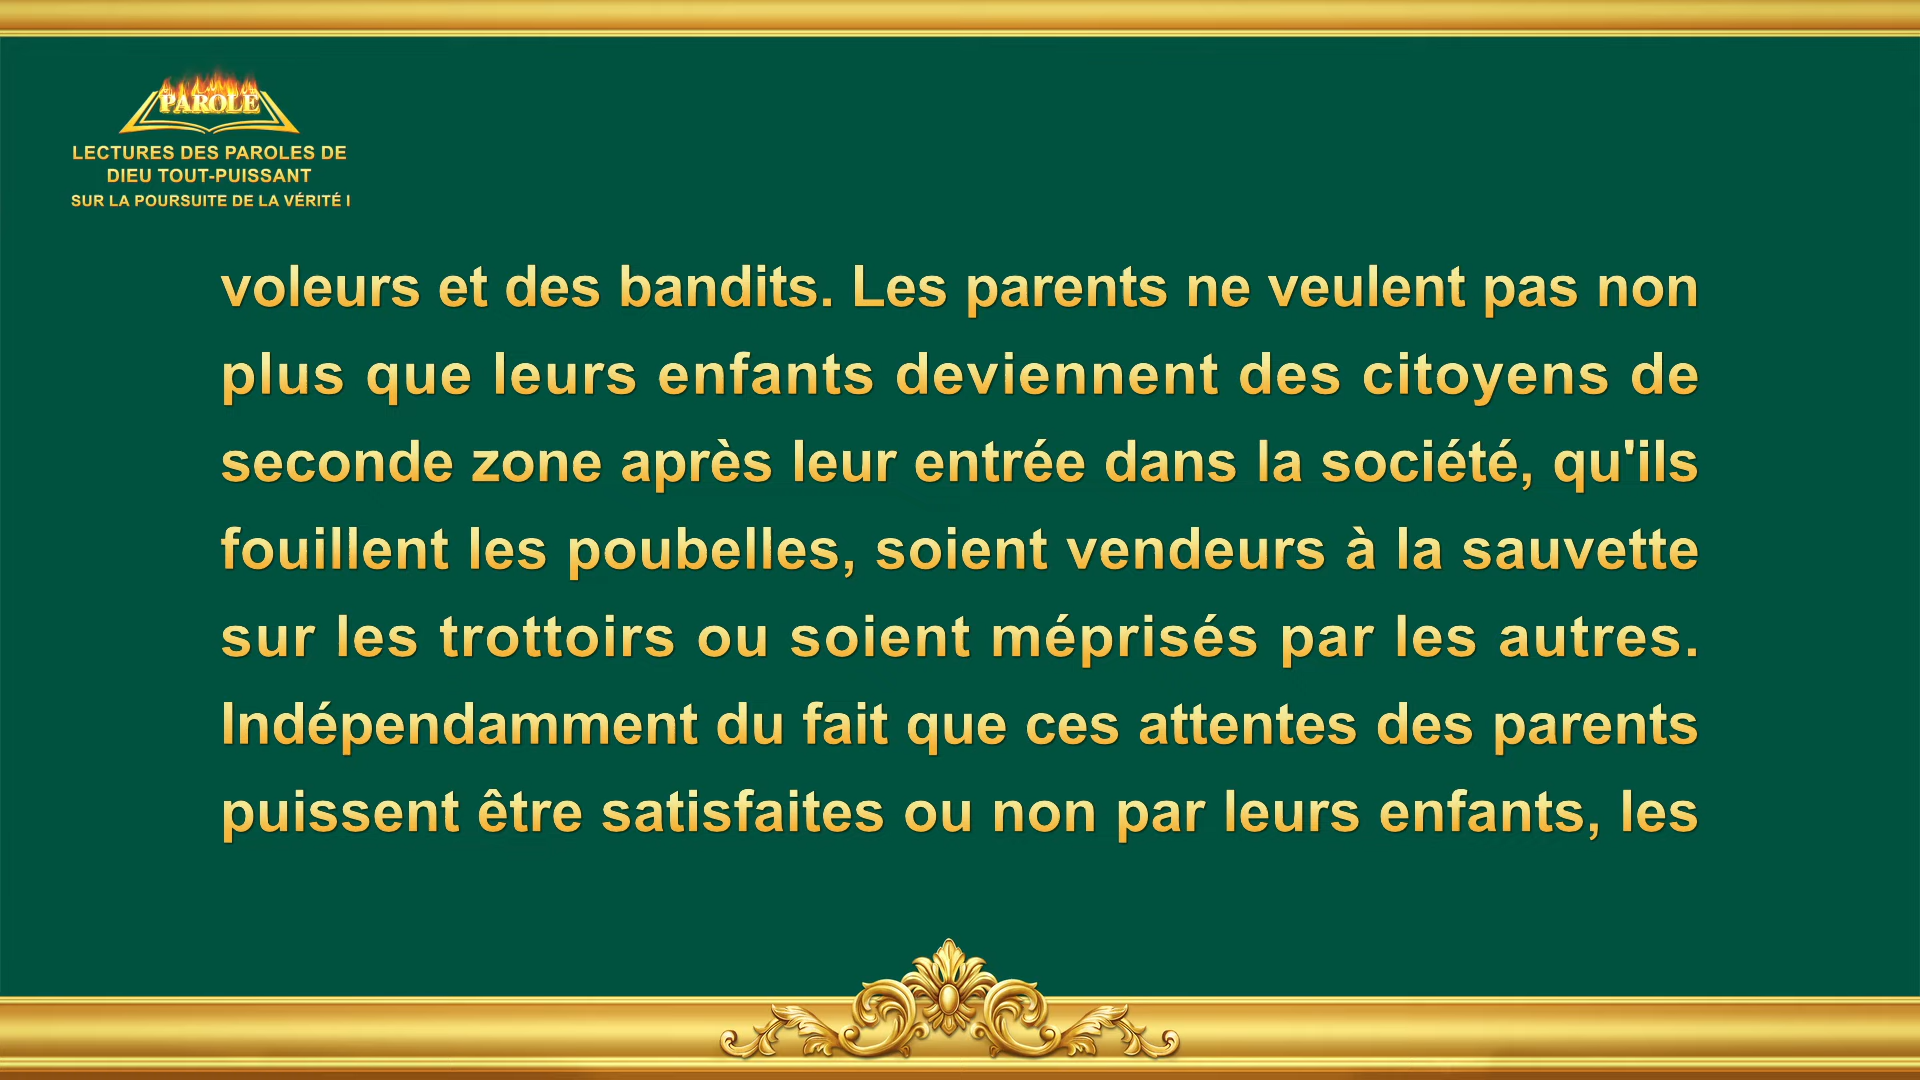 PAROLE
LECTURES DES PAROLES DE
DIEU TOUT-PUISSANT
SUR LA POURSUITE DE LA VÉRITÉ I
voleurs et des bandits. Les parents ne veulent pas non
plus que leurs enfants deviennent des citoyens de
seconde zone après leur entrée dans la société, qu'ils
fouillent les poubelles, soient vendeurs à la sauvette
sur les trottoirs ou soient méprisés par les autres.
Indépendamment du fait que ces attentes des parents
puissent être satisfaites ou non par leurs enfants, les